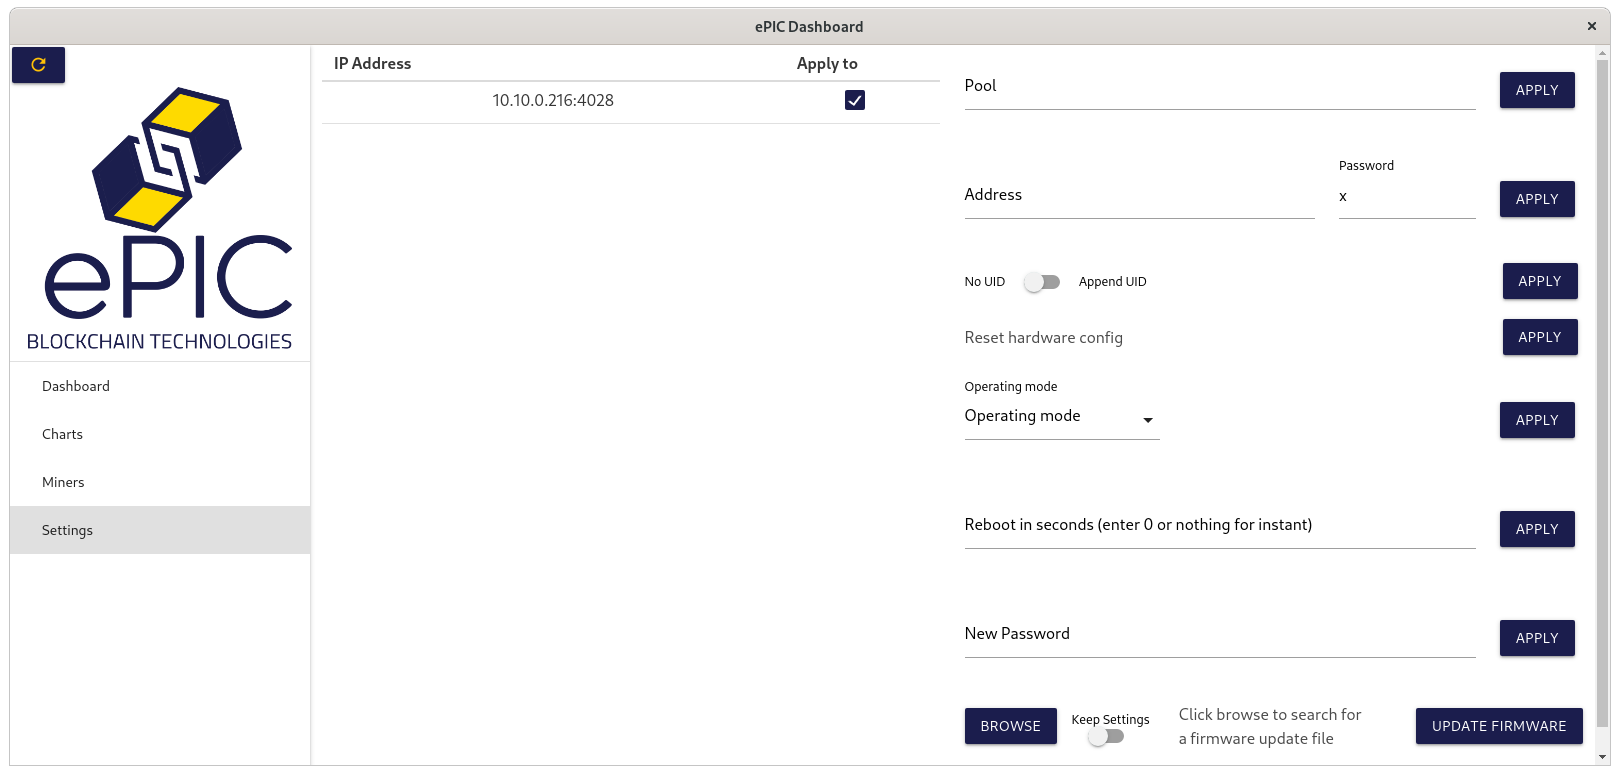 ePIC Dashboard
ePIC
BLOCKCHAIN TECHNOLOGIES
Dashboard
Charts
Miners
Settings
IP Address Apply to
10.10.0.216:4028
Pool APPLY
Password
Address x APPLY
No UID Append UID APPLY
Reset hardware config APPLY
Operating mode
Operating mode APPLY
Reboot in seconds (enter 0 or nothing for instant) APPLY
New Password APPLY
BROWSE Keep Settings Click browse to search for
a firmware update file UPDATE FIRMWARE